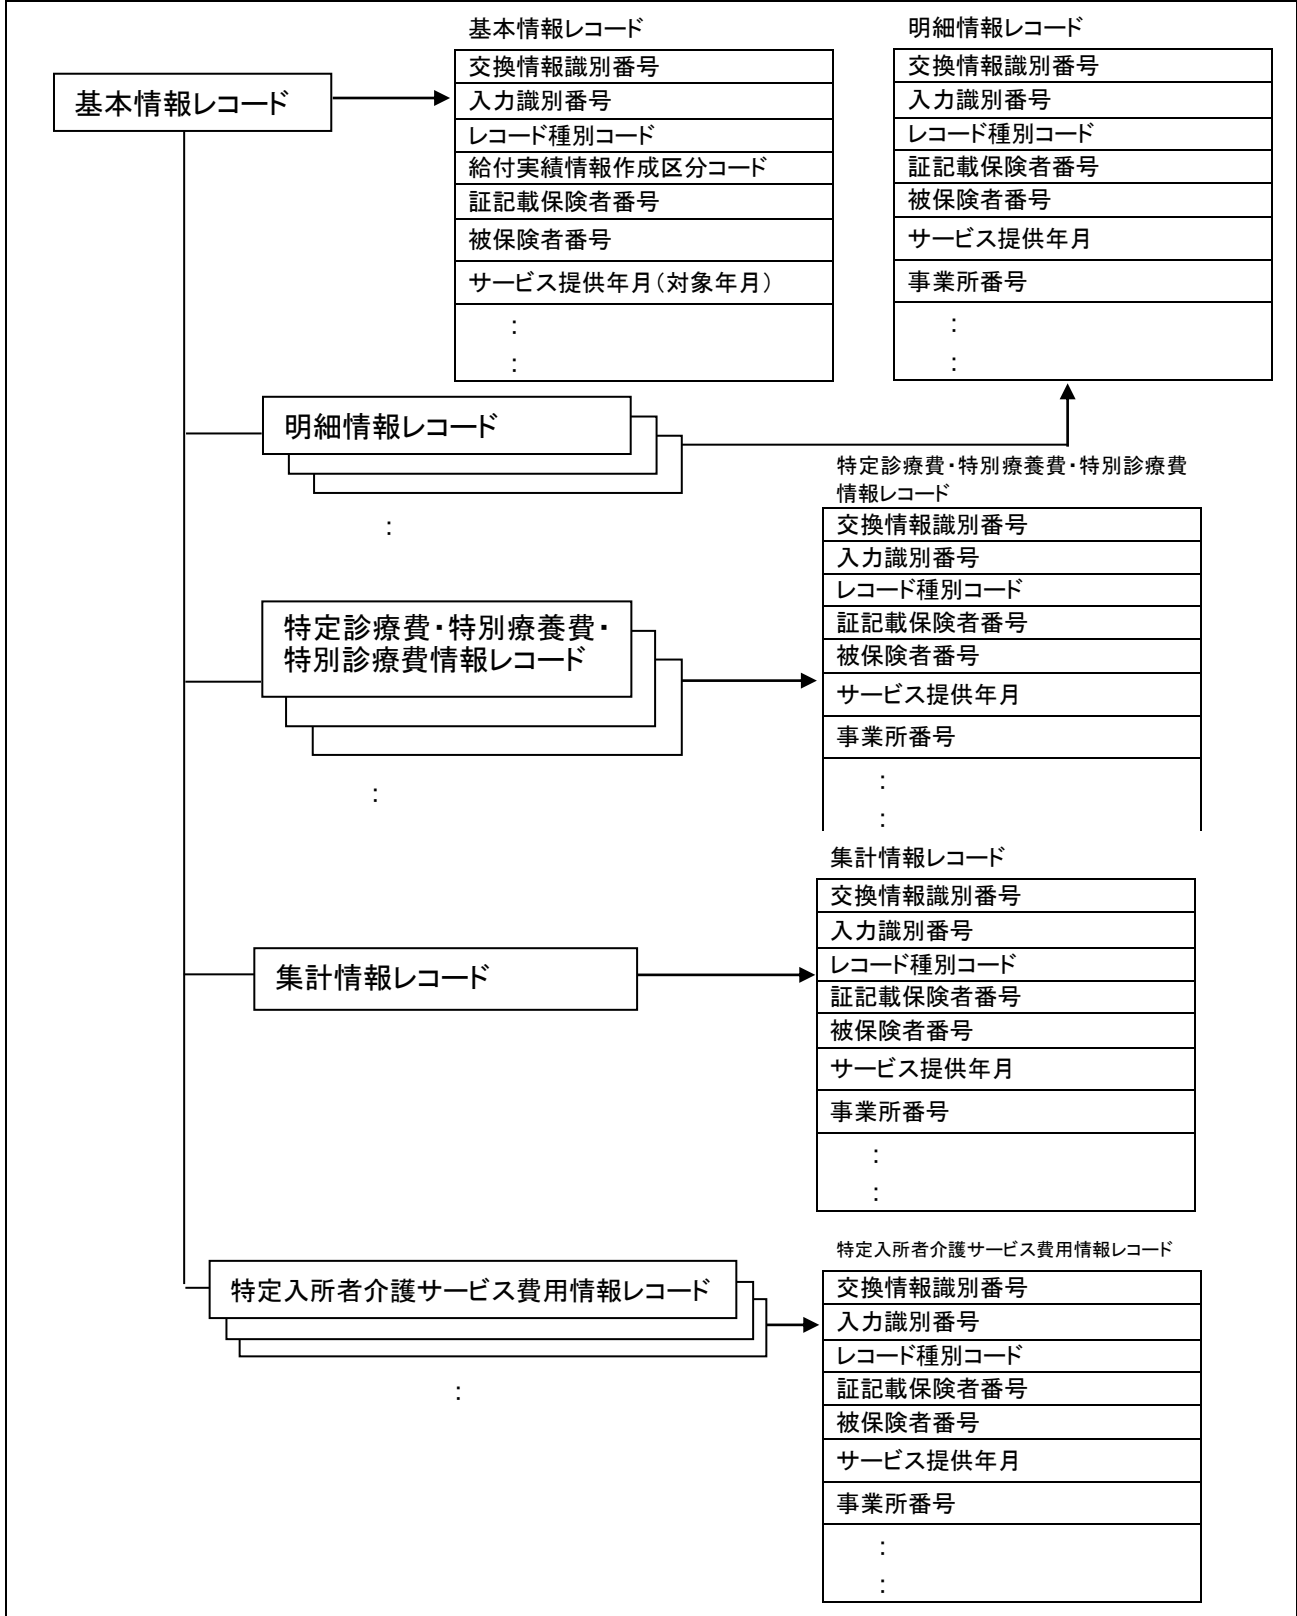 基本情報レコード
基本情報レコード
交換情報識別番号
入力識別番号
レコード種別コード
給付実績情報作成区分コード
証記載保険者番号
被保険者番号
サービス提供年月(対象年月)
:
:
明細情報レコード
交換情報識別番号
入力識別番号
レコード種別コード
証記載保険者番号
被保険者番号
サービス提供年月
事業所番号
:
:
明細情報レコード
:
特定診療費・特別療養費・
特別診療費情報レコード
:
特定診療費・特別療養費・特別診療費
情報レコード
交換情報識別番号
入力識別番号
レコード種別コード
証記載保険者番号
被保険者番号
サービス提供年月
事業所番号
:
:
集計情報レコード
集計情報レコード
交換情報識別番号
入力識別番号
レコード種別コード
証記載保険者番号
被保険者番号
サービス提供年月
事業所番号
:
:
特定入所者介護サービス費用情報レコード
:
特定入所者介護サービス費用情報レコード
交換情報識別番号
入力識別番号
レコード種別コード
証記載保険者番号
被保険者番号
サービス提供年月
事業所番号
:
: